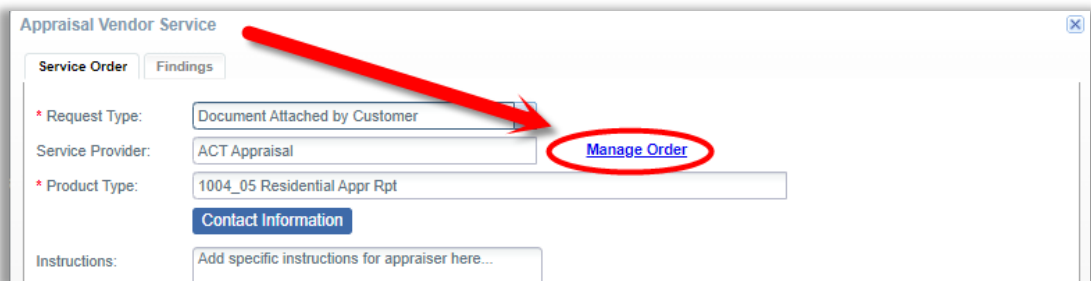 Appraisal Vendor Service
Service Order Findings
* Request Type: Document Attached by Customer
Service Provider: ACT Appraisal Manage Order
* Product Type: 1004_05 Residential Appr Rpt
Contact Information
Instructions: Add specific instructions for appraiser here...